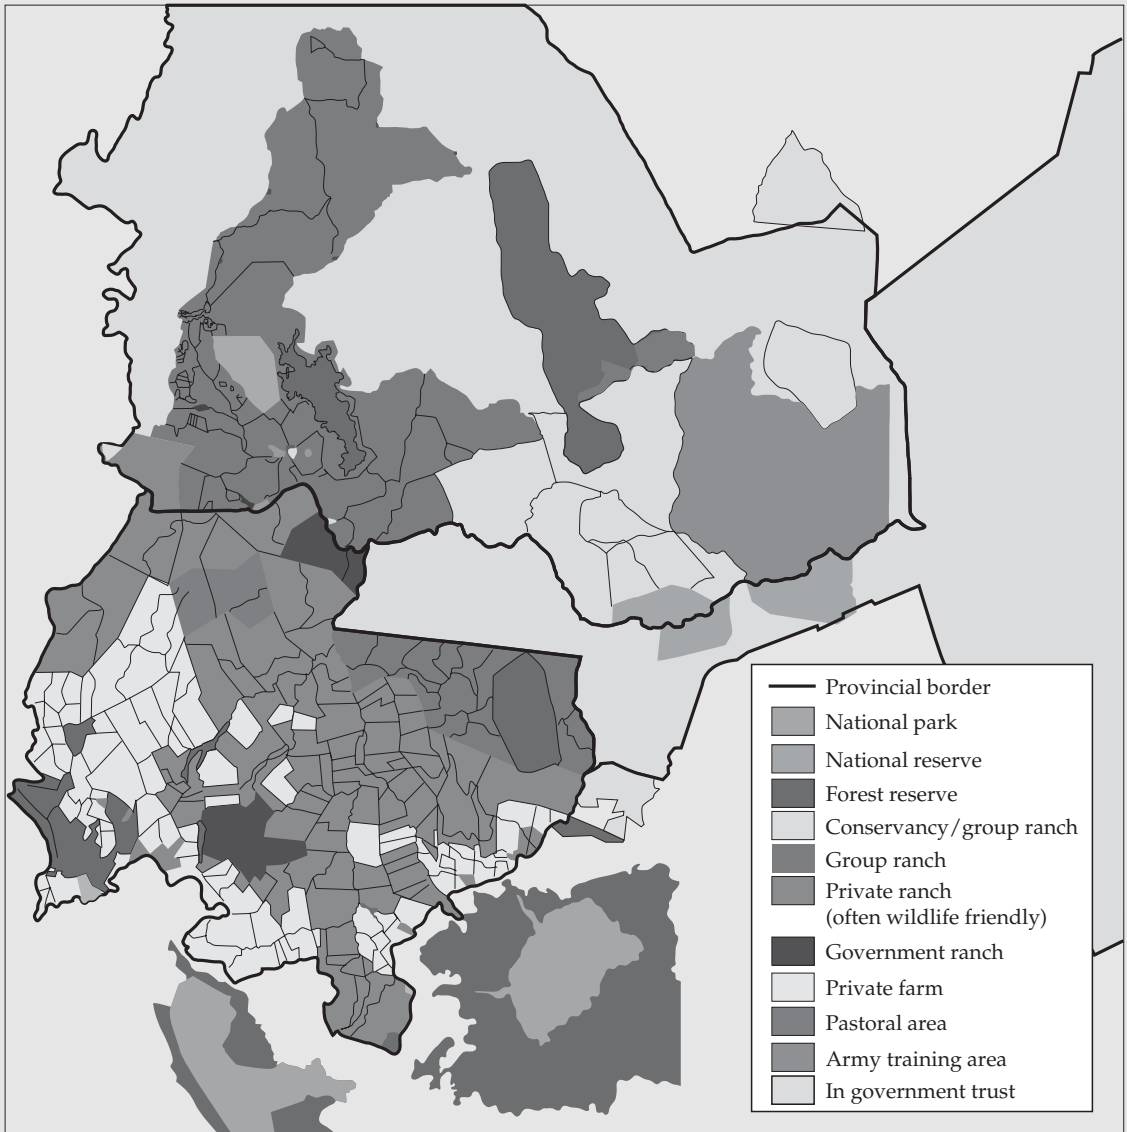 Provincial border
National park
National reserve
Forest reserve
Conservancy/group ranch
Group ranch
Private ranch
(often wildlife friendly)
Government ranch
Private farm
Pastoral area
Army training area
In government trust